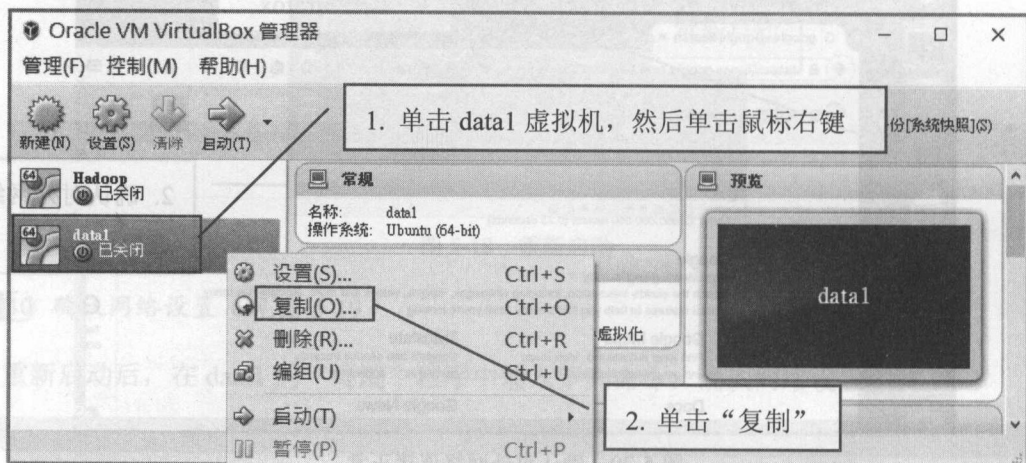 Oracle VM VirtualBox 管理器
管理(F) 控制(M) 帮助(H)
1. 单击 data1 虚拟机，然后单击鼠标右键
新建(N) 设置(S) 清除 启动(T)
份[系统快照](S)
Hadoop
已关闭
data1
已关闭
常规
名称: data1
操作系统: Ubuntu (64-bit)
预览
data1
设置(S)... Ctrl+S
复制(O)... Ctrl+O
删除(R)... Ctrl+R
编组(U) Ctrl+U
启动(T)
暂停(P) Ctrl+P
虚拟化
2. 单击“复制”